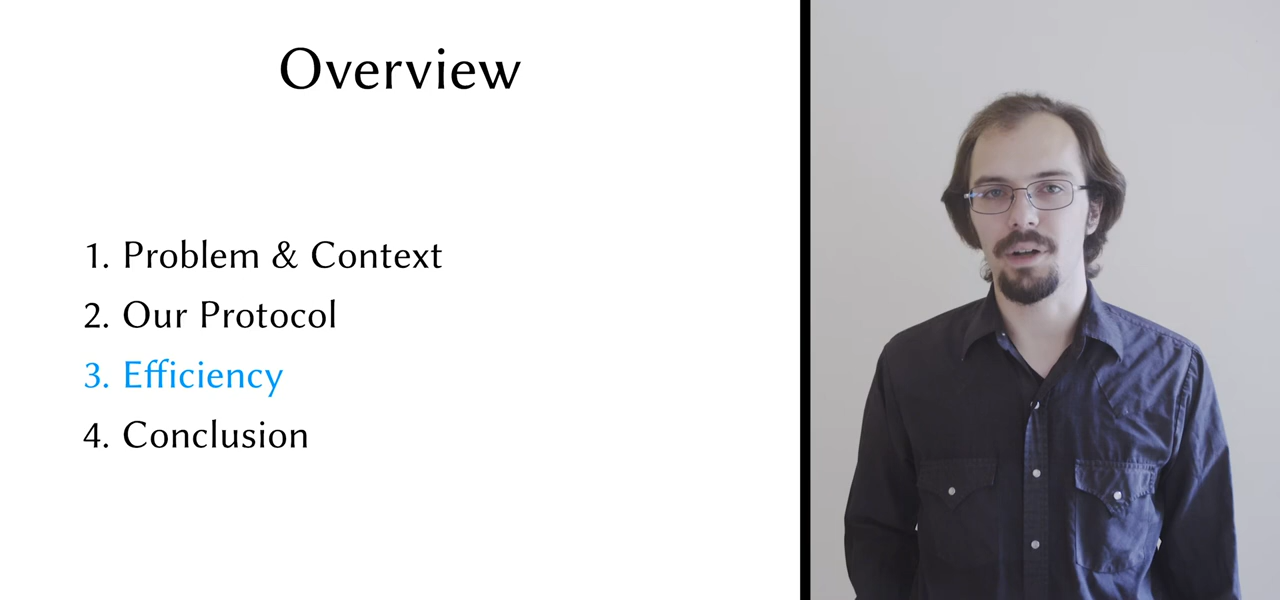 Overview
1. Problem & Context
2. Our Protocol
3. Efficiency
4. Conclusion